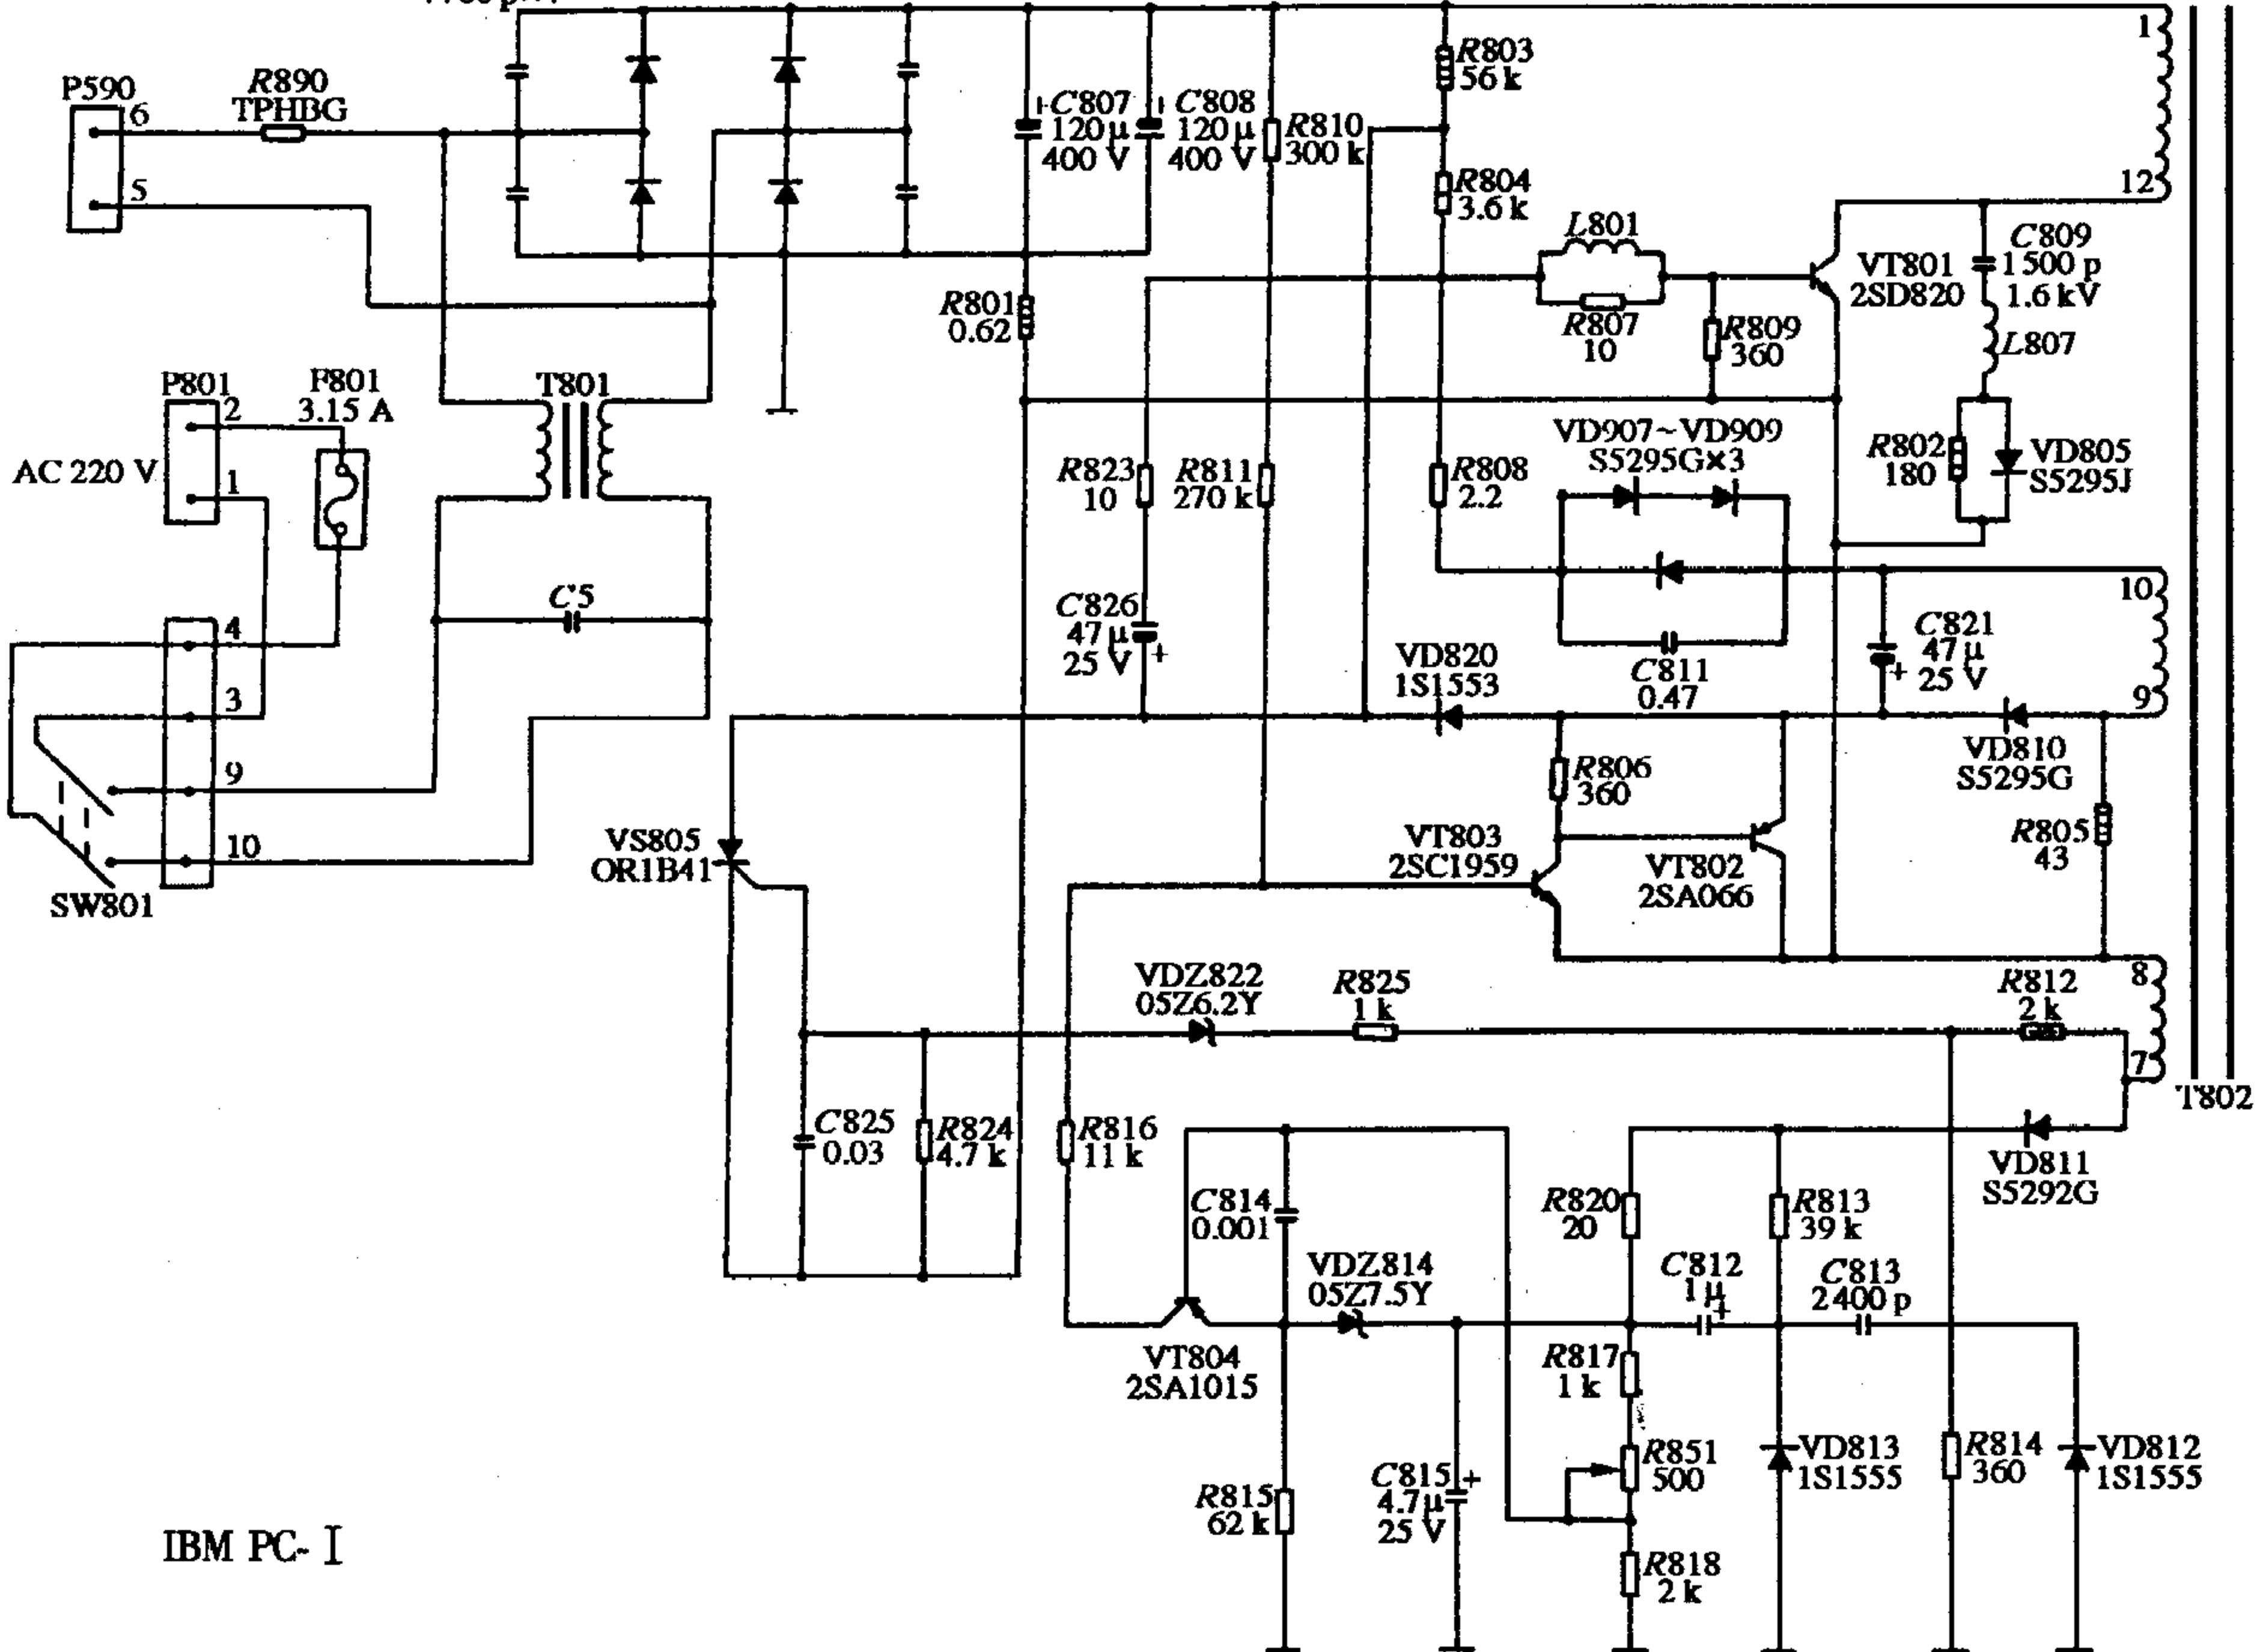 P590
6
5
R890
TPHBG
C807
120 μ
400 V
C808
120 μ
400 V
R810
300 k
R803
56 k
R804
3.6 k
1
12
L801
R807
10
R809
360
VT801
2SD820
C809
1500 p
1.6 kV
L807
R801
0.62
P801
2
1
AC 220 V
F801
3.15 A
T801
R823
10
R811
270 k
R808
2.2
VD907~VD909
S5295G×3
R802
180
VD805
S5295J
C5
4
3
9
10
SW801
C826
47 μ
25 V
+
VD820
1S1553
C811
0.47
C821
47 μ
+ 25 V
10
9
VD810
S5295G
R806
360
R805
43
VS805
OR1B41
VT803
2SC1959
VT802
2SA066
VDZ822
05Z6.2Y
R825
1 k
R812
2 k
8
7
T802
C825
0.03
R824
4.7 k
R816
11 k
C814
0.001
R820
20
R813
39 k
VD811
S5292G
VDZ814
05Z7.5Y
C812
1 μ
+
C813
2400 p
VT804
2SA1015
R817
1 k
R851
500
R815
62 k
C815
4.7 μ
25 V
+
VD813
1S1555
R814
360
VD812
1S1555
R818
2 k
IBM PC-Ⅰ